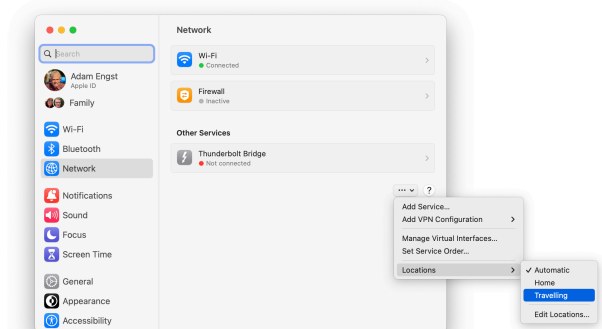 Network
Search
Wi-Fi
Connected
Adam Engst
Apple ID
Firewall
Inactive
Family
Other Services
Wi-Fi
Bluetooth
Thunderbolt Bridge
Not connected
Network
... ?
Notifications
Add Service...
Sound
Add VPN Configuration
Focus
Manage Virtual Interfaces...
Screen Time
Set Service Order...
Locations
Automatic
General
Home
Appearance
Travelling
Accessibility
Edit Locations...